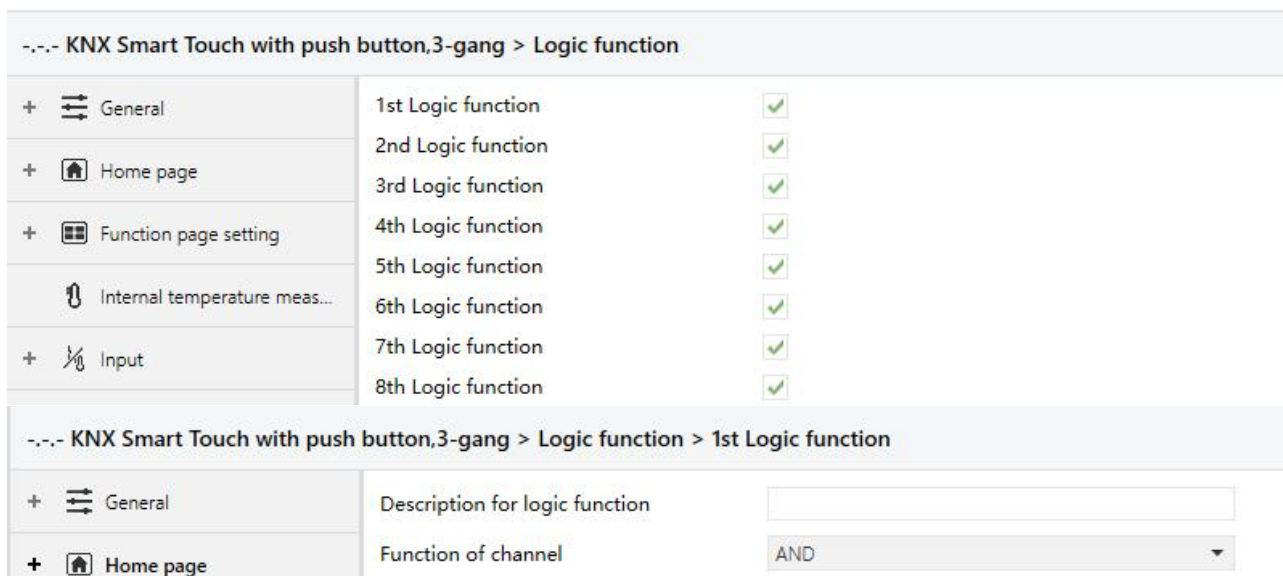 -.-.- KNX Smart Touch with push button,3-gang > Logic function
+ General
1st Logic function
2nd Logic function
+ Home page
3rd Logic function
+ Function page setting
4th Logic function
5th Logic function
Internal temperature meas...
6th Logic function
+ Input
7th Logic function
8th Logic function
-.-.- KNX Smart Touch with push button,3-gang > Logic function > 1st Logic function
+ General
Description for logic function
+ Home page
Function of channel AND